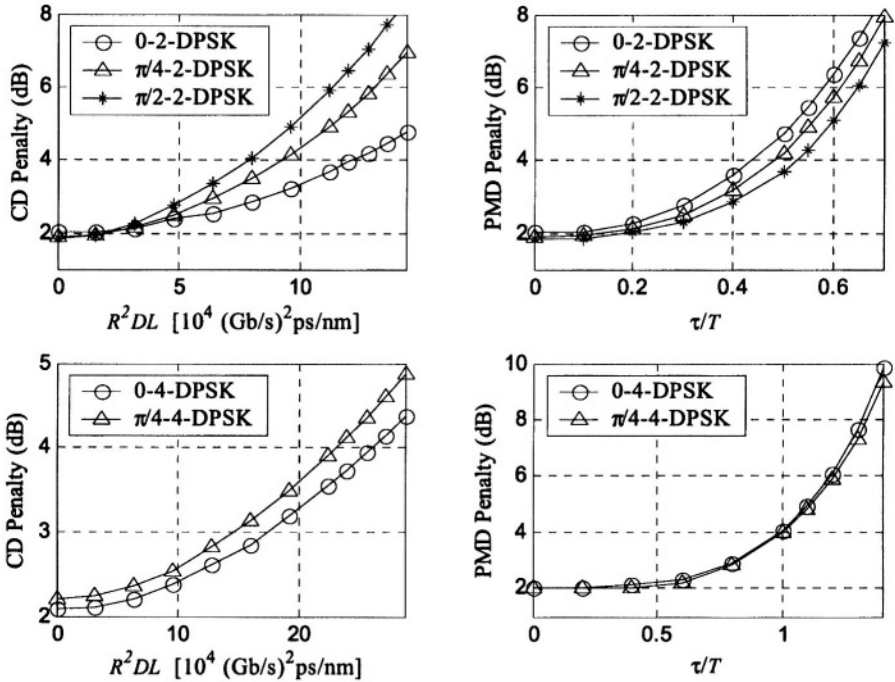 8
6
4
2
CD Penalty (dB)
0-2-DPSK
π/4-2-DPSK
π/2-2-DPSK
0 5 10
R²DL [10⁴ (Gb/s)²ps/nm]
8
6
4
2
PMD Penalty (dB)
0-2-DPSK
π/4-2-DPSK
π/2-2-DPSK
0 0.2 0.4 0.6
τ/T
5
4
3
2
CD Penalty (dB)
0-4-DPSK
π/4-4-DPSK
0 10 20
R²DL [10⁴ (Gb/s)²ps/nm]
10
8
6
4
2
PMD Penalty (dB)
0-4-DPSK
π/4-4-DPSK
0 0.5 1
τ/T